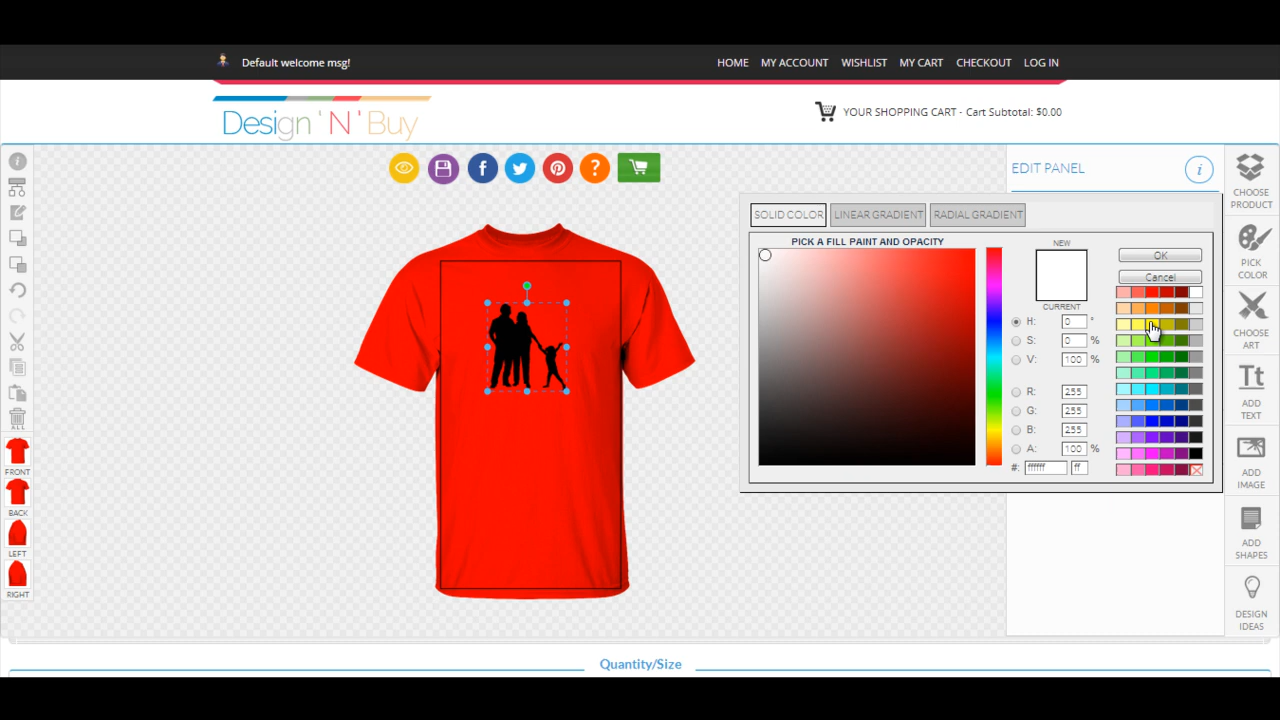 Default welcome msg!
HOME MY ACCOUNT WISHLIST MY CART CHECKOUT LOG IN
Design 'N' Buy
YOUR SHOPPING CART - Cart Subtotal: $0.00
EDIT PANEL
i
f
?
CHOOSE
PRODUCT
PICK
COLOR
CHOOSE
ART
Tt
ADD
TEXT
ADD
IMAGE
ADD
SHAPES
DESIGN
IDEAS
ALL
FRONT
BACK
LEFT
RIGHT
SOLID COLOR LINEAR GRADIENT RADIAL GRADIENT
PICK A FILL PAINT AND OPACITY
NEW
CURRENT
OK
Cancel
H: 0 °
S: 0 %
V: 100 %
R: 255
G: 255
B: 255
A: 100 %
#: ffffff ff
Quantity/Size